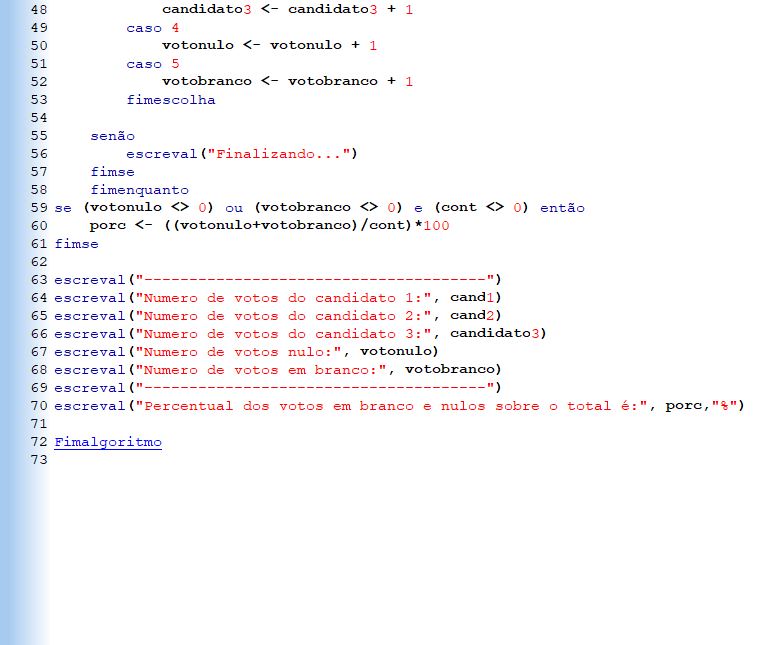 48 candidato3 <- candidato3 + 1
49 caso 4
50 votonulo <- votonulo + 1
51 caso 5
52 votobranco <- votobranco + 1
53 fimescolha
54
55 senão
56 escreval("Finalizando...")
57 fimse
58 fimenquanto
59 se (votonulo <> 0) ou (votobranco <> 0) e (cont <> 0) então
60 porc <- ((votonulo+votobranco)/cont)*100
61 fimse
62
63 escreval("--------------------------------------")
64 escreval("Numero de votos do candidato 1:", cand1)
65 escreval("Numero de votos do candidato 2:", cand2)
66 escreval("Numero de votos do candidato 3:", candidato3)
67 escreval("Numero de votos nulo:", votonulo)
68 escreval("Numero de votos em branco:", votobranco)
69 escreval("--------------------------------------")
70 escreval("Percentual dos votos em branco e nulos sobre o total é:", porc,"%")
71
72 Fimalgoritmo
73